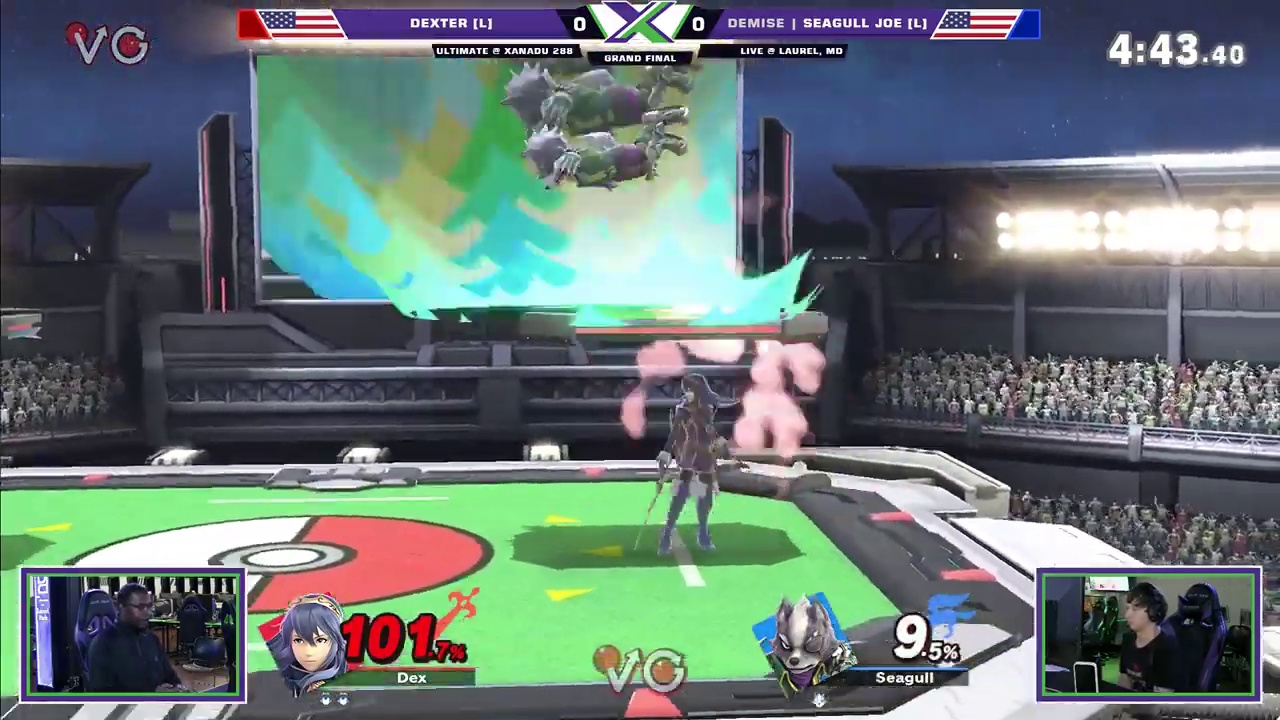 DEXTER [L]
0
0
DEMISE | SEAGULL JOE [L]
ULTIMATE @ XANADU 288
GRAND FINAL
LIVE @ LAUREL, MD
4:43.40
VG
101.7%
Dex
VG
9.5%
Seagull